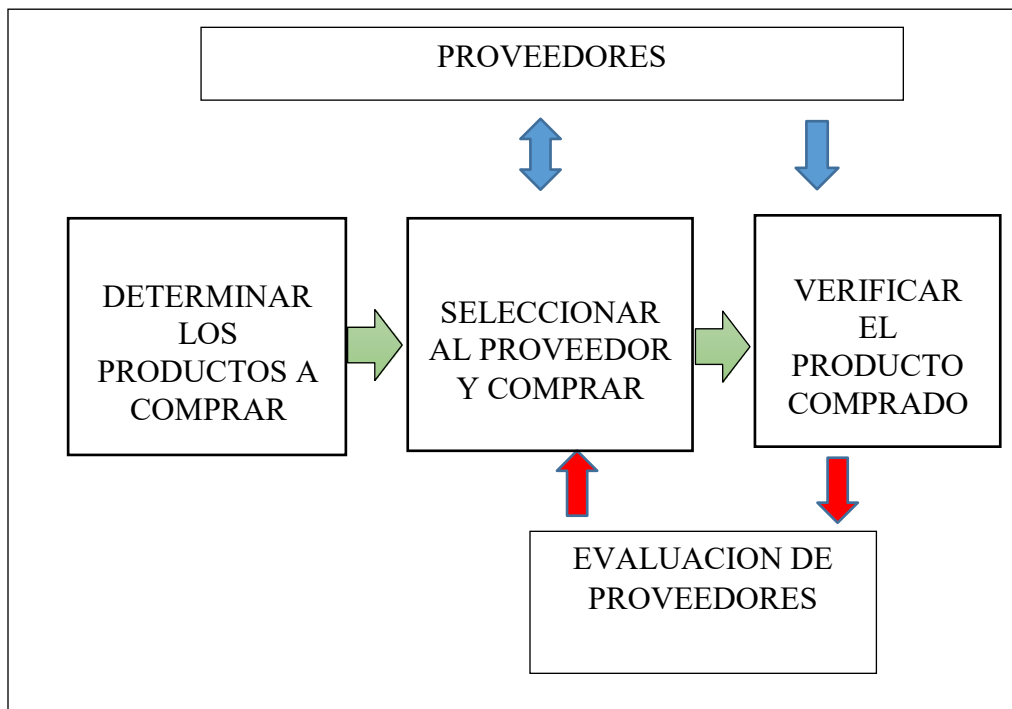 PROVEEDORES
DETERMINAR
LOS
PRODUCTOS A
COMPRAR
SELECCIONAR
AL PROVEEDOR
Y COMPRAR
VERIFICAR
EL
PRODUCTO
COMPRADO
EVALUACION DE
PROVEEDORES